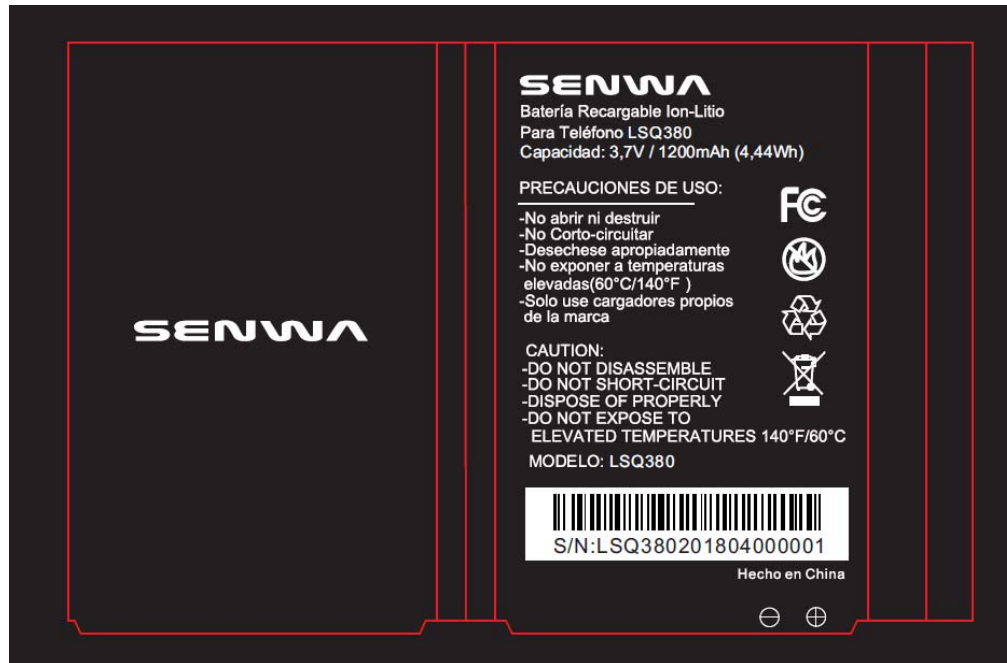 SENWA
SENWA
Batería Recargable Ion-Litio
Para Teléfono LSQ380
Capacidad: 3,7V / 1200mAh (4,44Wh)
PRECAUCIONES DE USO:
-No abrir ni destruir
-No Corto-circuitar
-Desechese apropiadamente
-No exponer a temperaturas
elevadas(60°C/140°F )
-Solo use cargadores propios
de la marca
FC
CAUTION:
-DO NOT DISASSEMBLE
-DO NOT SHORT-CIRCUIT
-DISPOSE OF PROPERLY
-DO NOT EXPOSE TO
ELEVATED TEMPERATURES 140°F/60°C
MODELO: LSQ380
S/N:LSQ380201804000001
Hecho en China